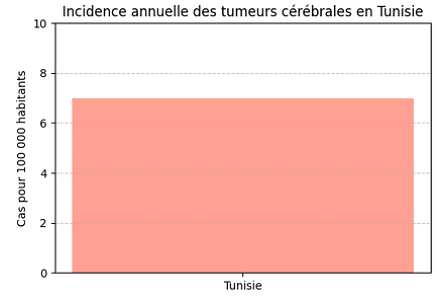 Incidence annuelle des tumeurs cérébrales en Tunisie
Cas pour 100 000 habitants
10
8
6
4
2
0
Tunisie